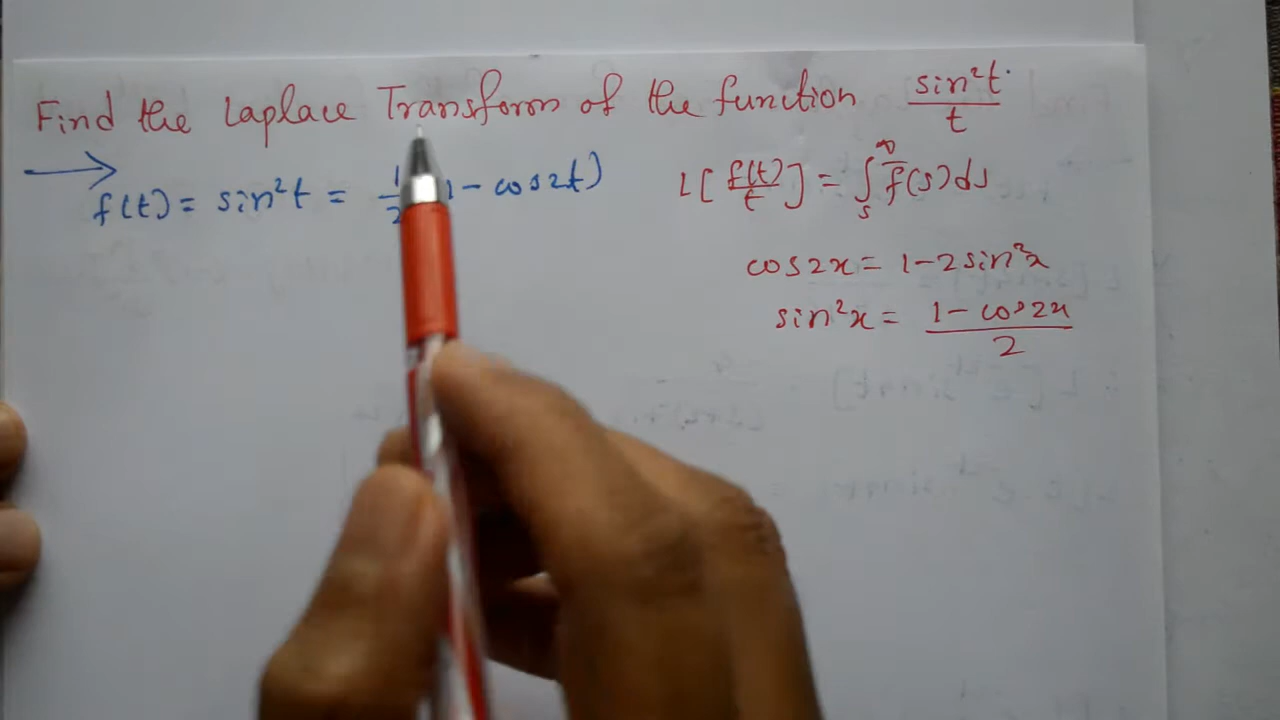 Find the Laplace Transform of the function sin²t/t
f(t) = sin²t = 1/2 1 - cos2t)
L[f(t)/t] = ∫ₛ^∞ f̅(s)ds
cos2x = 1-2sin²x
sin²x = 1-cos2x/2